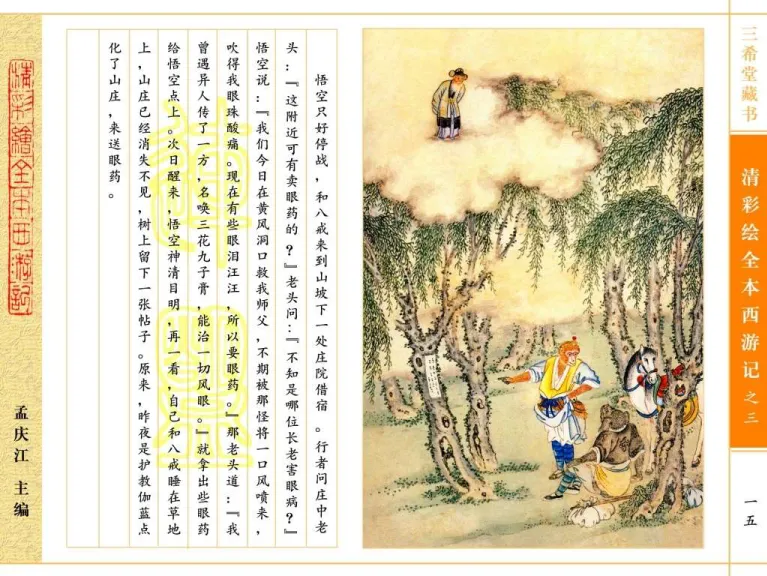 三希堂藏书
清彩绘全本西游记之三
一五
悟空只好停战，和八戒来到山坡下一处庄院借宿。行者问庄中老
头：『这附近可有卖眼药的？』老头问：『不知是哪位长老害眼病？』
悟空说：『我们今日在黄风洞口救我师父，不期被那怪将一口风喷来，
吹得我眼珠酸痛。现在有些眼泪汪汪，所以要眼药。』那老头道：『我
曾遇异人传了一方，名唤三花九子膏，能治一切风眼。』就拿出些眼药
给悟空点上。次日醒来，悟空神清目明，再一看，自己和八戒睡在草地
上，山庄已经消失不见，树上留下一张帖子。原来，昨夜是护教伽蓝点
化了山庄，来送眼药。
清彩繪全本西游記
孟庆江 主编